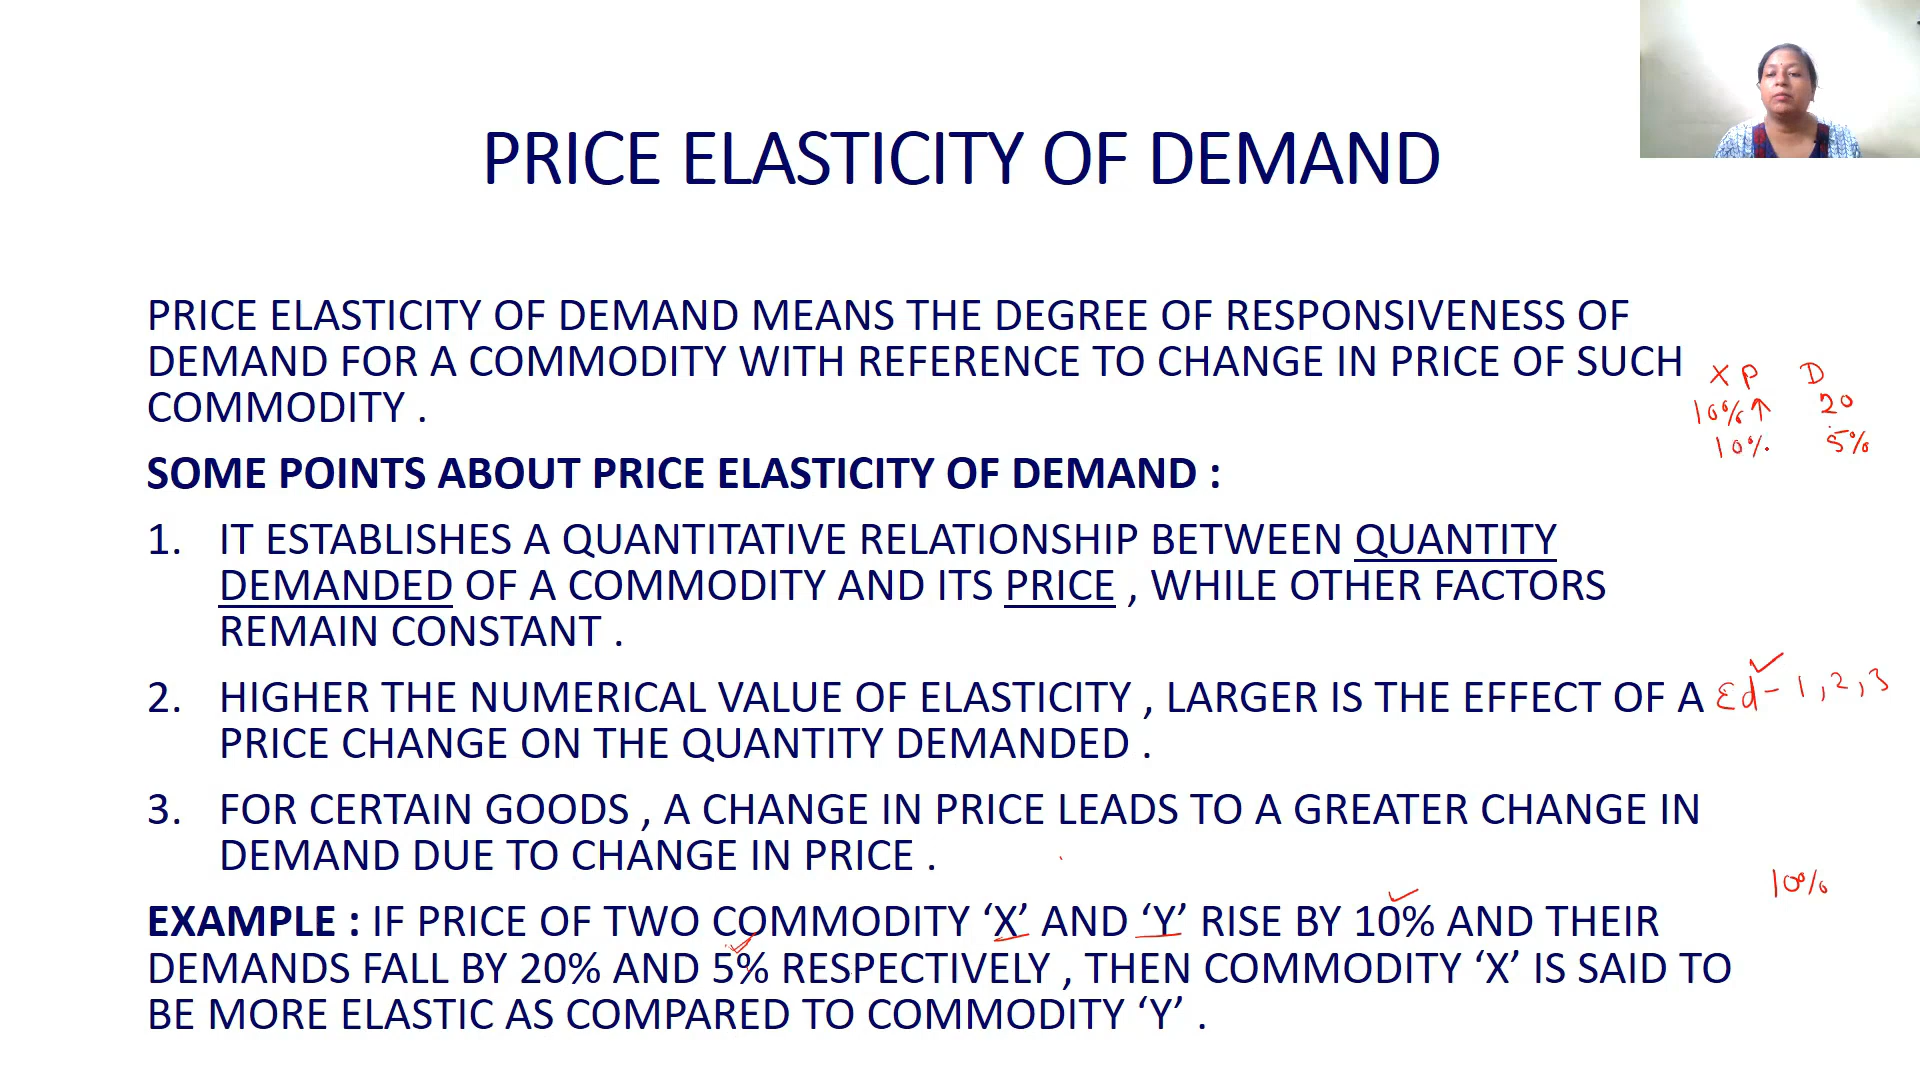 PRICE ELASTICITY OF DEMAND
PRICE ELASTICITY OF DEMAND MEANS THE DEGREE OF RESPONSIVENESS OF
DEMAND FOR A COMMODITY WITH REFERENCE TO CHANGE IN PRICE OF SUCH
COMMODITY .
X P D
10% ↑ 20
10% 5%
SOME POINTS ABOUT PRICE ELASTICITY OF DEMAND :
1. IT ESTABLISHES A QUANTITATIVE RELATIONSHIP BETWEEN QUANTITY
DEMANDED OF A COMMODITY AND ITS PRICE , WHILE OTHER FACTORS
REMAIN CONSTANT .
2. HIGHER THE NUMERICAL VALUE OF ELASTICITY , LARGER IS THE EFFECT OF A
PRICE CHANGE ON THE QUANTITY DEMANDED .
Ed - 1, 2, 3
3. FOR CERTAIN GOODS , A CHANGE IN PRICE LEADS TO A GREATER CHANGE IN
DEMAND DUE TO CHANGE IN PRICE .
10%
EXAMPLE : IF PRICE OF TWO COMMODITY ‘X’ AND ‘Y’ RISE BY 10% AND THEIR
DEMANDS FALL BY 20% AND 5% RESPECTIVELY , THEN COMMODITY ‘X’ IS SAID TO
BE MORE ELASTIC AS COMPARED TO COMMODITY ‘Y’ .